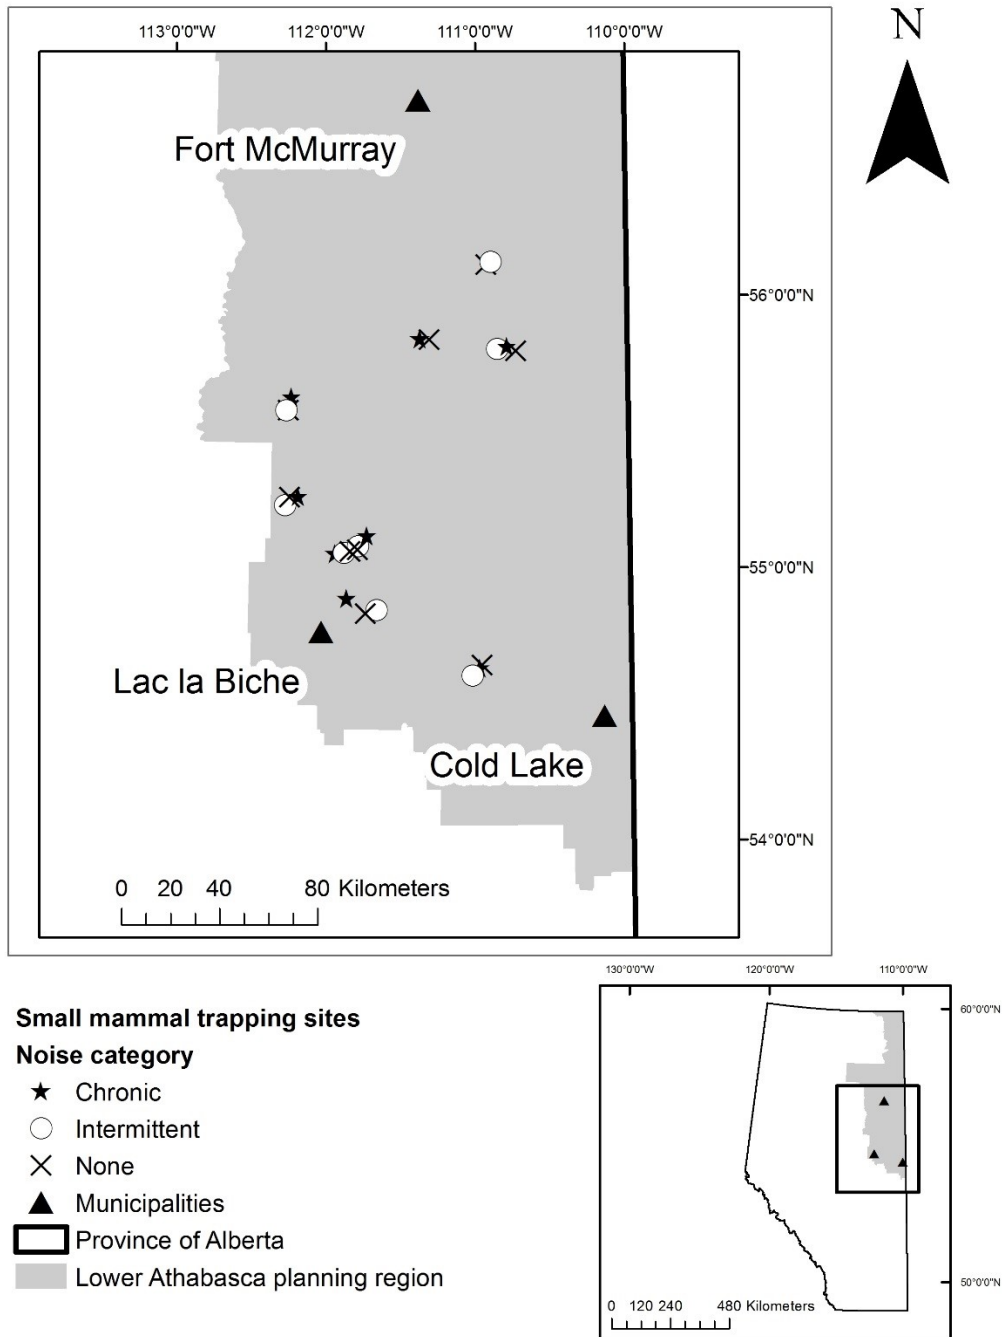 113°0'0"W 112°0'0"W 111°0'0"W 110°0'0"W
N
Fort McMurray
56°0'0"N
55°0'0"N
Lac la Biche
Cold Lake
54°0'0"N
0 20 40 80 Kilometers
130°0'0"W 120°0'0"W 110°0'0"W
60°0'0"N
Small mammal trapping sites
Noise category
Chronic
Intermittent
None
Municipalities
Province of Alberta
Lower Athabasca planning region
50°0'0"N
0 120 240 480 Kilometers